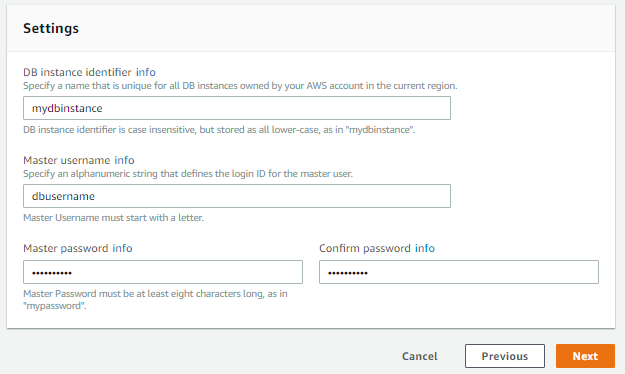 Settings
DB instance identifier info
Specify a name that is unique for all DB instances owned by your AWS account in the current region.
mydbinstance
DB instance identifier is case insensitive, but stored as all lower-case, as in "mydbinstance".
Master username info
Specify an alphanumeric string that defines the login ID for the master user.
dbusername
Master Username must start with a letter.
Master password info
Confirm password info
••••••••••
••••••••••
Master Password must be at least eight characters long, as in
"mypassword".
Cancel
Previous
Next